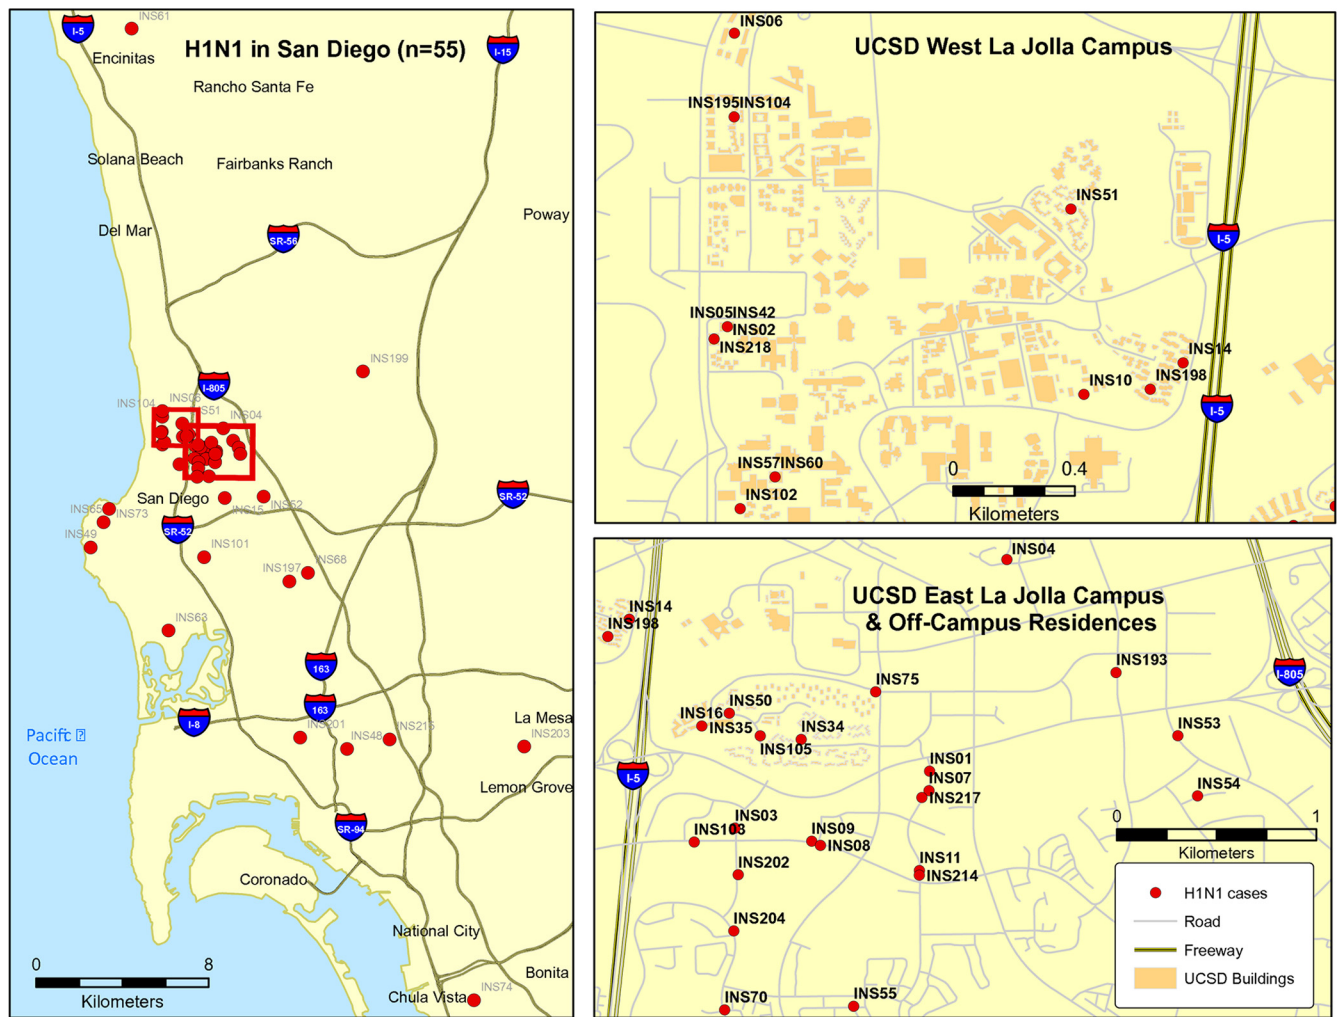 INS61
I-5
H1N1 in San Diego (n=55)
I-15
Encinitas
Rancho Santa Fe
Solana Beach
Fairbanks Ranch
Poway
Del Mar
SR-56
INS199
I-805
INS104
INS51
INS04
San Diego
INS62
INS73
SR-52
SR-52
INS49
INS101
INS68
INS197
INS63
163
163
I-8
La Mesa
INS203
INS48
Pacific
Ocean
Lemon Grove
SR-94
Coronado
National City
0 8
Kilometers
Bonita
Chula Vista
INS74
INS06
UCSD West La Jolla Campus
INS195INS104
INS51
I-5
INS05INS42
INS02
INS218
INS14
INS198
INS10
I-5
INS57INS60
0 0.4
INS102
Kilometers
INS04
UCSD East La Jolla Campus
& Off-Campus Residences
INS14
INS198
INS193
I-805
INS75
INS50
INS16
INS35
INS34
INS105
INS53
INS01
INS07
INS217
I-5
INS54
0 1
Kilometers
INS03
INS103
INS09
INS08
INS11
INS214
INS202
INS204
INS70
INS55
H1N1 cases
Road
Freeway
UCSD Buildings